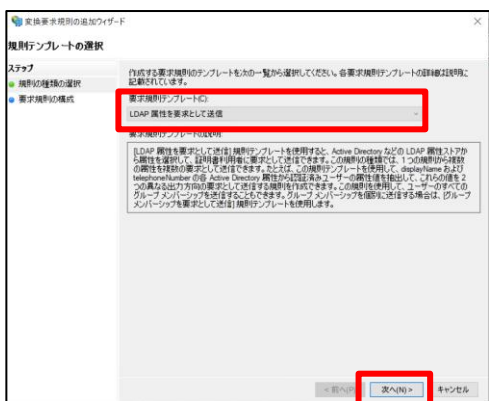 変換要求規則の追加ウィザード
規則テンプレートの選択
ステップ
規則の種類の選択
要求規則の構成
作成する要求規則のテンプレートを次の一覧から選択してください。各要求規則テンプレートの詳細は説明に
記載されています。
要求規則テンプレート(C):
LDAP 属性を要求として送信
要求規則テンプレートの説明
[LDAP 属性を要求として送信] 規則テンプレートを使用すると、Active Directory などの LDAP 属性ストアか
ら属性を選択して、証明書利用者に要求として送信できます。この規則の種類では、1 つの規則から複数
の属性を複数の要求として送信できます。たとえば、この規則テンプレートを使用して、displayName および
telephoneNumber の各 Active Directory 属性から認証済みユーザーの属性値を抽出して、これらの値を 2
つの異なる出力方向の要求として送信する規則を作成できます。この規則を使用して、ユーザーのすべての
グループ メンバーシップを送信することもできます。グループ メンバーシップを個別に送信する場合は、[グループ
メンバーシップを要求として送信] 規則テンプレートを使用します。
< 前へ(P)
次へ(N) >
キャンセル